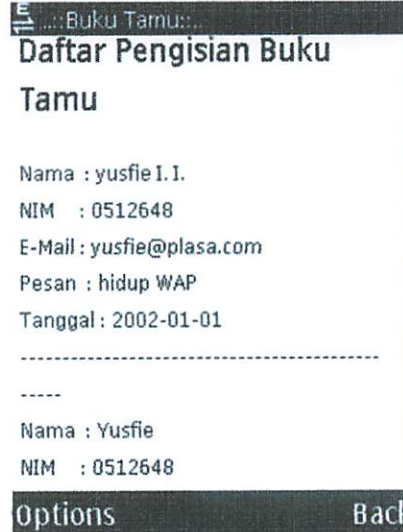 ...::Buku Tamu::..
Daftar Pengisian Buku
Tamu
Nama : yusfie I. I.
NIM : 0512648
E-Mail : yusfie@plasa.com
Pesan : hidup WAP
Tanggal : 2002-01-01
-------------------------------------------
-----
Nama : Yusfie
NIM : 0512648
Options Back